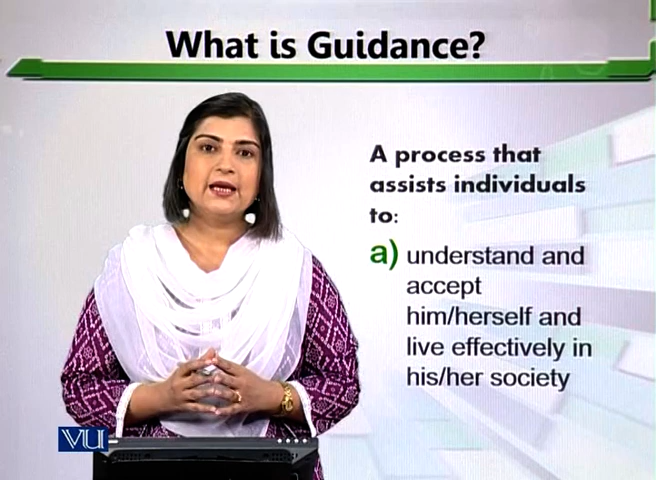 What is Guidance?
A process that
assists individuals
to:
a) understand and
accept
him/herself and
live effectively in
his/her society
VU